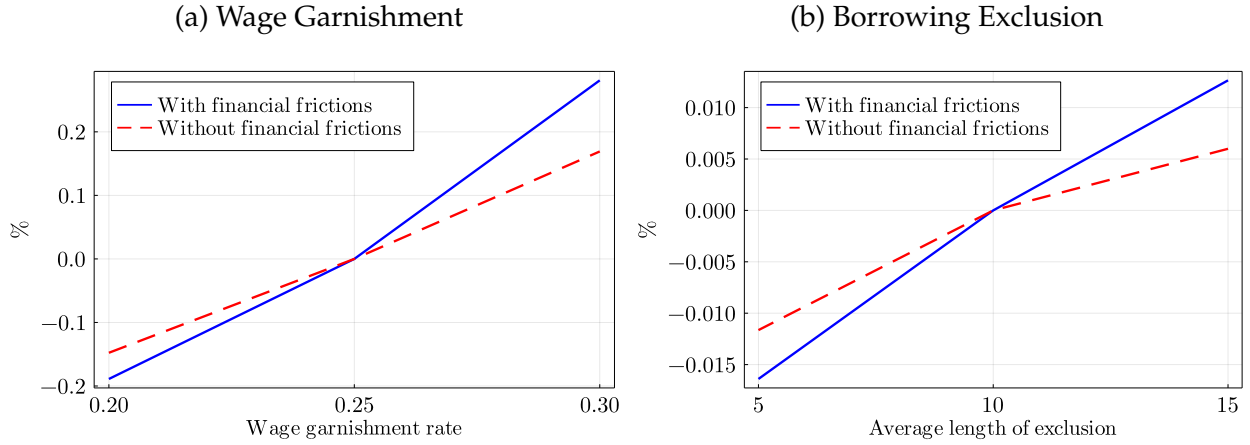 (a) Wage Garnishment
With financial frictions
Without financial frictions
0.2
0.1
0.0
−0.1
−0.2
%
0.20
0.25
0.30
Wage garnishment rate
(b) Borrowing Exclusion
With financial frictions
Without financial frictions
0.010
0.005
0.000
−0.005
−0.010
−0.015
%
5
10
15
Average length of exclusion